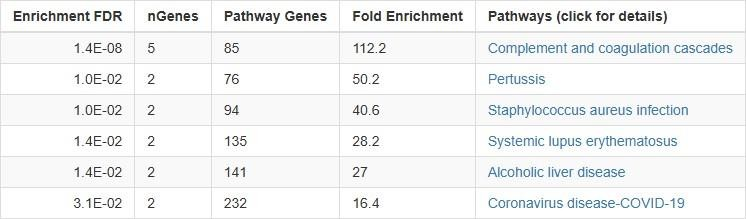 Enrichment FDR nGenes Pathway Genes Fold Enrichment Pathways (click for details)
1.4E-08 5 85 112.2 Complement and coagulation cascades
1.0E-02 2 76 50.2 Pertussis
1.0E-02 2 94 40.6 Staphylococcus aureus infection
1.4E-02 2 135 28.2 Systemic lupus erythematosus
1.4E-02 2 141 27 Alcoholic liver disease
3.1E-02 2 232 16.4 Coronavirus disease-COVID-19